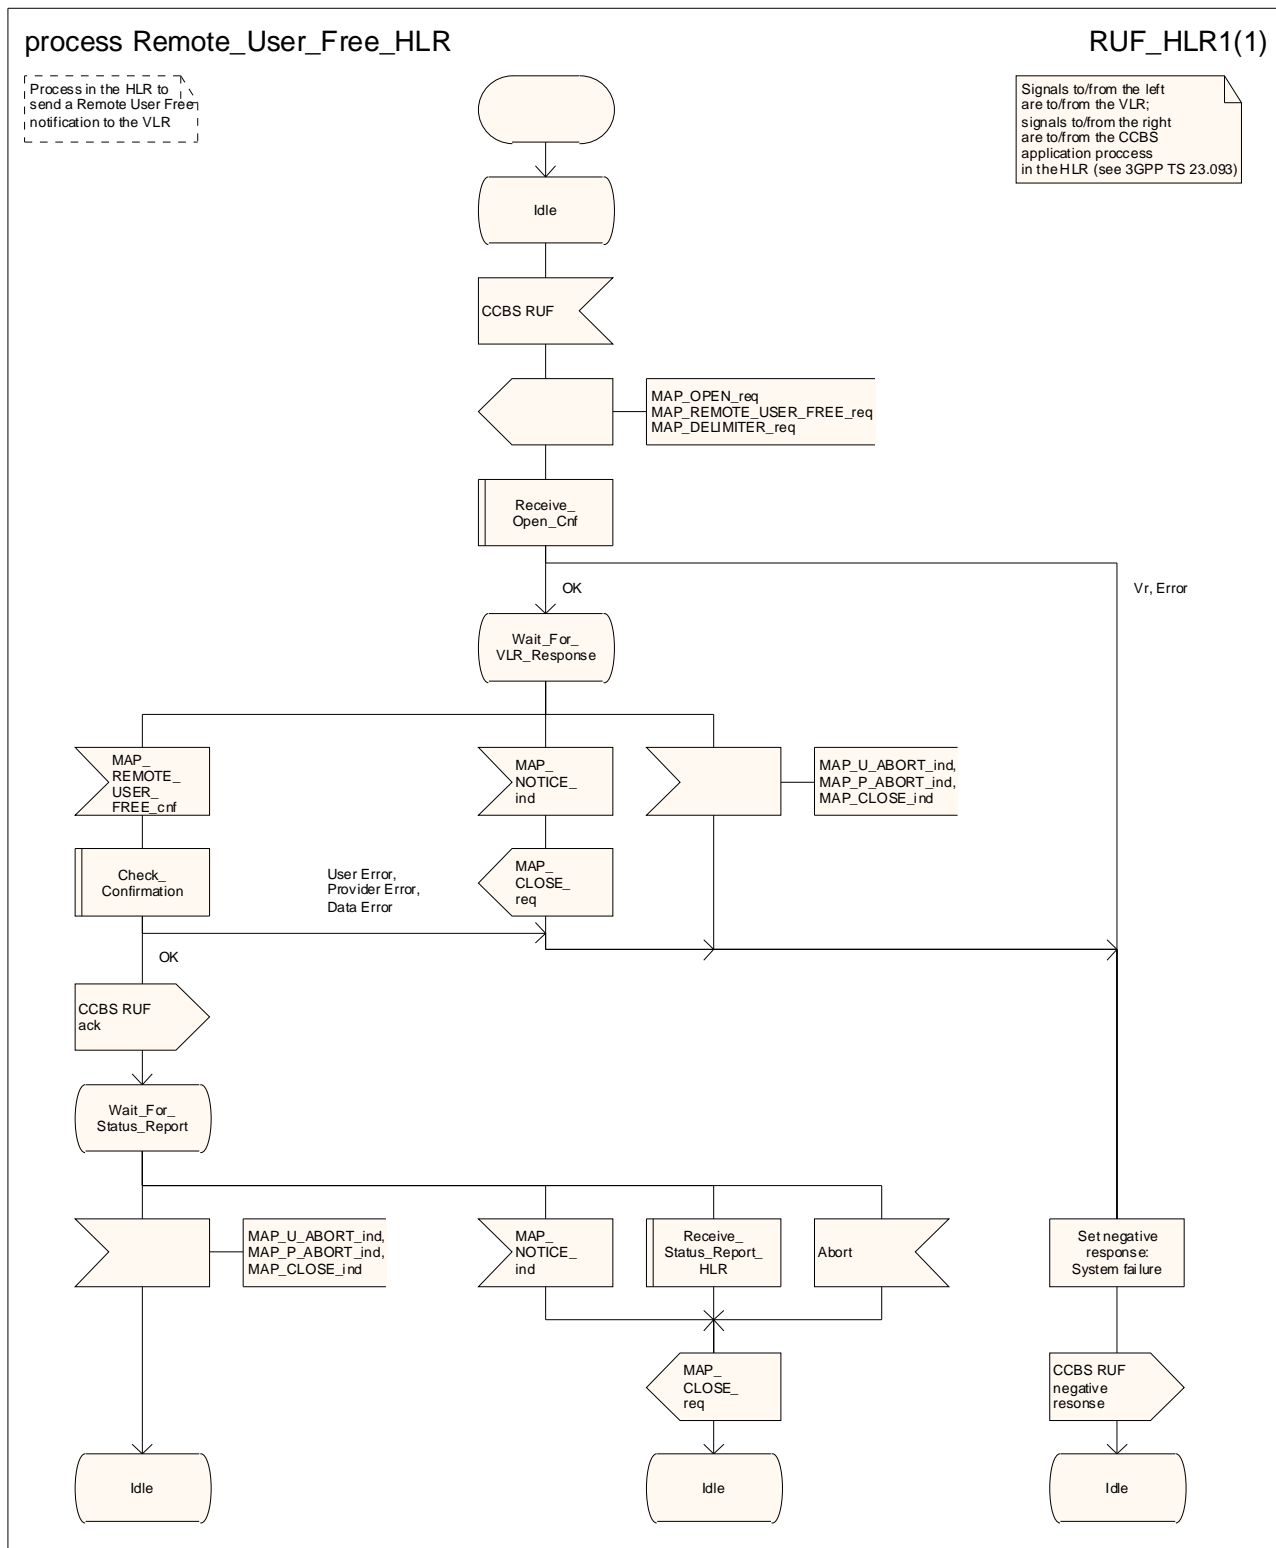 process Remote_User_Free_HLR
RUF_HLR1(1)
Process in the HLR to
send a Remote User Free
notification to the VLR
Signals to/from the left
are to/from the VLR;
signals to/from the right
are to/from the CCBS
application proccess
in the HLR (see 3GPP TS 23.093)
Idle
CCBS RUF
MAP_OPEN_req
MAP_REMOTE_USER_FREE_req
MAP_DELIMITER_req
Receive_
Open_Cnf
OK
Vr, Error
Wait_For_
VLR_Response
MAP_
REMOTE_
USER_
FREE_cnf
MAP_
NOTICE_
ind
MAP_U_ABORT_ind,
MAP_P_ABORT_ind,
MAP_CLOSE_ind
Check_
Confirmation
User Error,
Provider Error,
Data Error
MAP_
CLOSE_
req
OK
CCBS RUF
ack
Wait_For_
Status_Report
MAP_U_ABORT_ind,
MAP_P_ABORT_ind,
MAP_CLOSE_ind
MAP_
NOTICE_
ind
Receive_
Status_Report_
HLR
Abort
Set negative
response:
System failure
MAP_
CLOSE_
req
CCBS RUF
negative
resonse
Idle
Idle
Idle